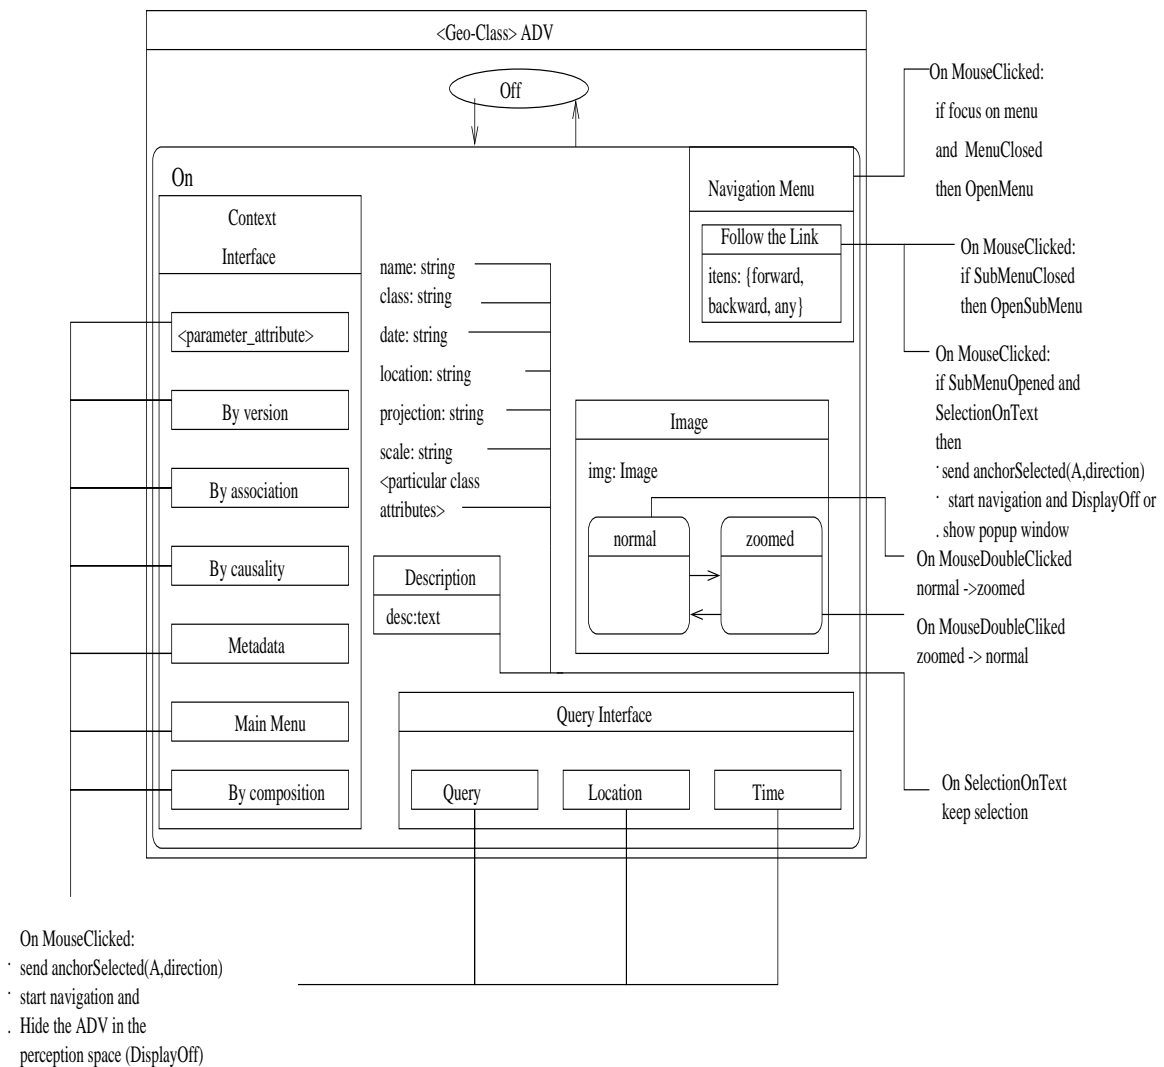 <Geo-Class> ADV
Off
On
Context
Interface
<parameter_attribute>
By version
By association
By causality
Metadata
Main Menu
By composition
name: string
class: string
date: string
location: string
projection: string
scale: string
<particular class
attributes>
Description
desc:text
Navigation Menu
Follow the Link
itens: {forward,
backward, any}
Image
img: Image
normal
zoomed
Query Interface
Query
Location
Time
On MouseClicked:
if focus on menu
and MenuClosed
then OpenMenu
On MouseClicked:
if SubMenuClosed
then OpenSubMenu
On MouseClicked:
if SubMenuOpened and
SelectionOnText
then
· send anchorSelected(A,direction)
· start navigation and DisplayOff or
. show popup window
On MouseDoubleClicked
normal ->zoomed
On MouseDoubleCliked
zoomed -> normal
On SelectionOnText
keep selection
On MouseClicked:
· send anchorSelected(A,direction)
· start navigation and
. Hide the ADV in the
perception space (DisplayOff)